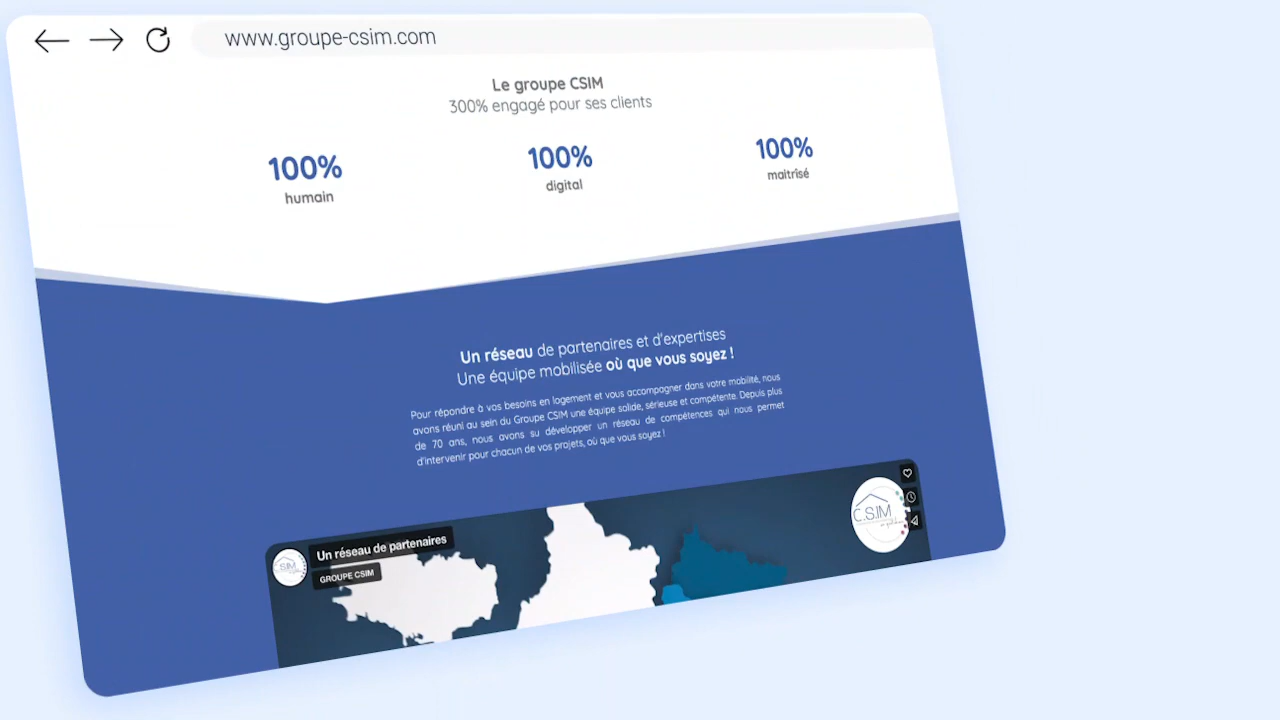 www.groupe-csim.com
Le groupe CSIM
300% engagé pour ses clients
100%
humain
100%
digital
100%
maitrisé
Un réseau de partenaires et d'expertises
Une équipe mobilisée où que vous soyez !
Pour répondre à vos besoins en logement et vous accompagner dans votre mobilité, nous
avons réuni au sein du Groupe CSIM une équipe solide, sérieuse et compétente. Depuis plus
de 70 ans, nous avons su développer un réseau de compétences qui nous permet
d'intervenir pour chacun de vos projets, où que vous soyez !
Un réseau de partenaires
GROUPE CSIM
C.S.IM